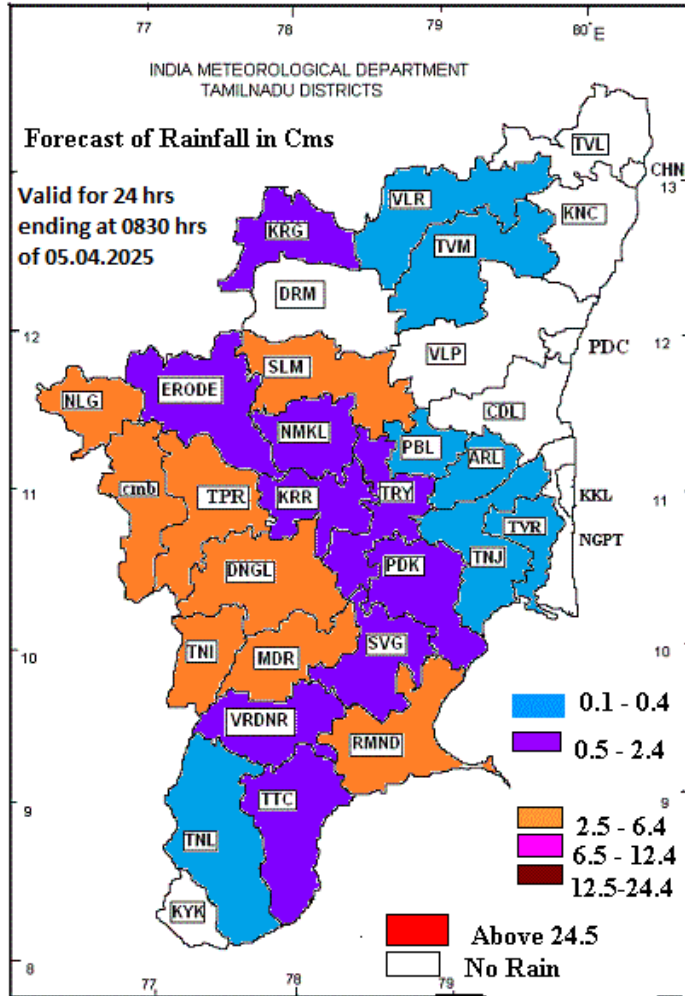 77 78 79 80° E
INDIA METEOROLOGICAL DEPARTMENT
TAMILNADU DISTRICTS
Forecast of Rainfall in Cms
TVL
CHN
13
Valid for 24 hrs
ending at 0830 hrs
of 05.04.2025
VLR
KNC
KRG
TVM
DRM
12
12
PDC
VLP
SLM
ERODE
NLG
CDL
NMKL
PBL
ARL
cmb
TPR
KRR
TRY
11
11
KKL
TVR
NGPT
TNJ
DNGL
PDK
10
10
TNI
MDR
SVG
0.1 - 0.4
VRDNR
RMND
0.5 - 2.4
9
9
TTC
2.5 - 6.4
TNL
6.5 - 12.4
12.5-24.4
KYK
Above 24.5
No Rain
8
77 78 79